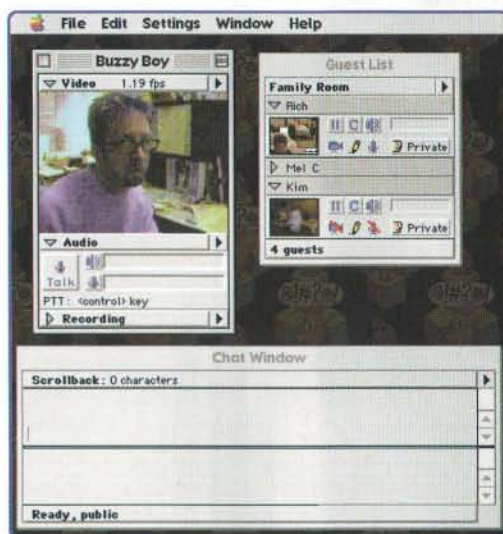 File Edit Settings Window Help
Buzzy Boy
Video 1.19 fps
Audio
Talk
PTT: <control> key
Recording
Guest List
Family Room
Rich
Private
Mel C
Kim
Private
4 guests
Chat Window
Scrollback: 0 characters
Ready, public